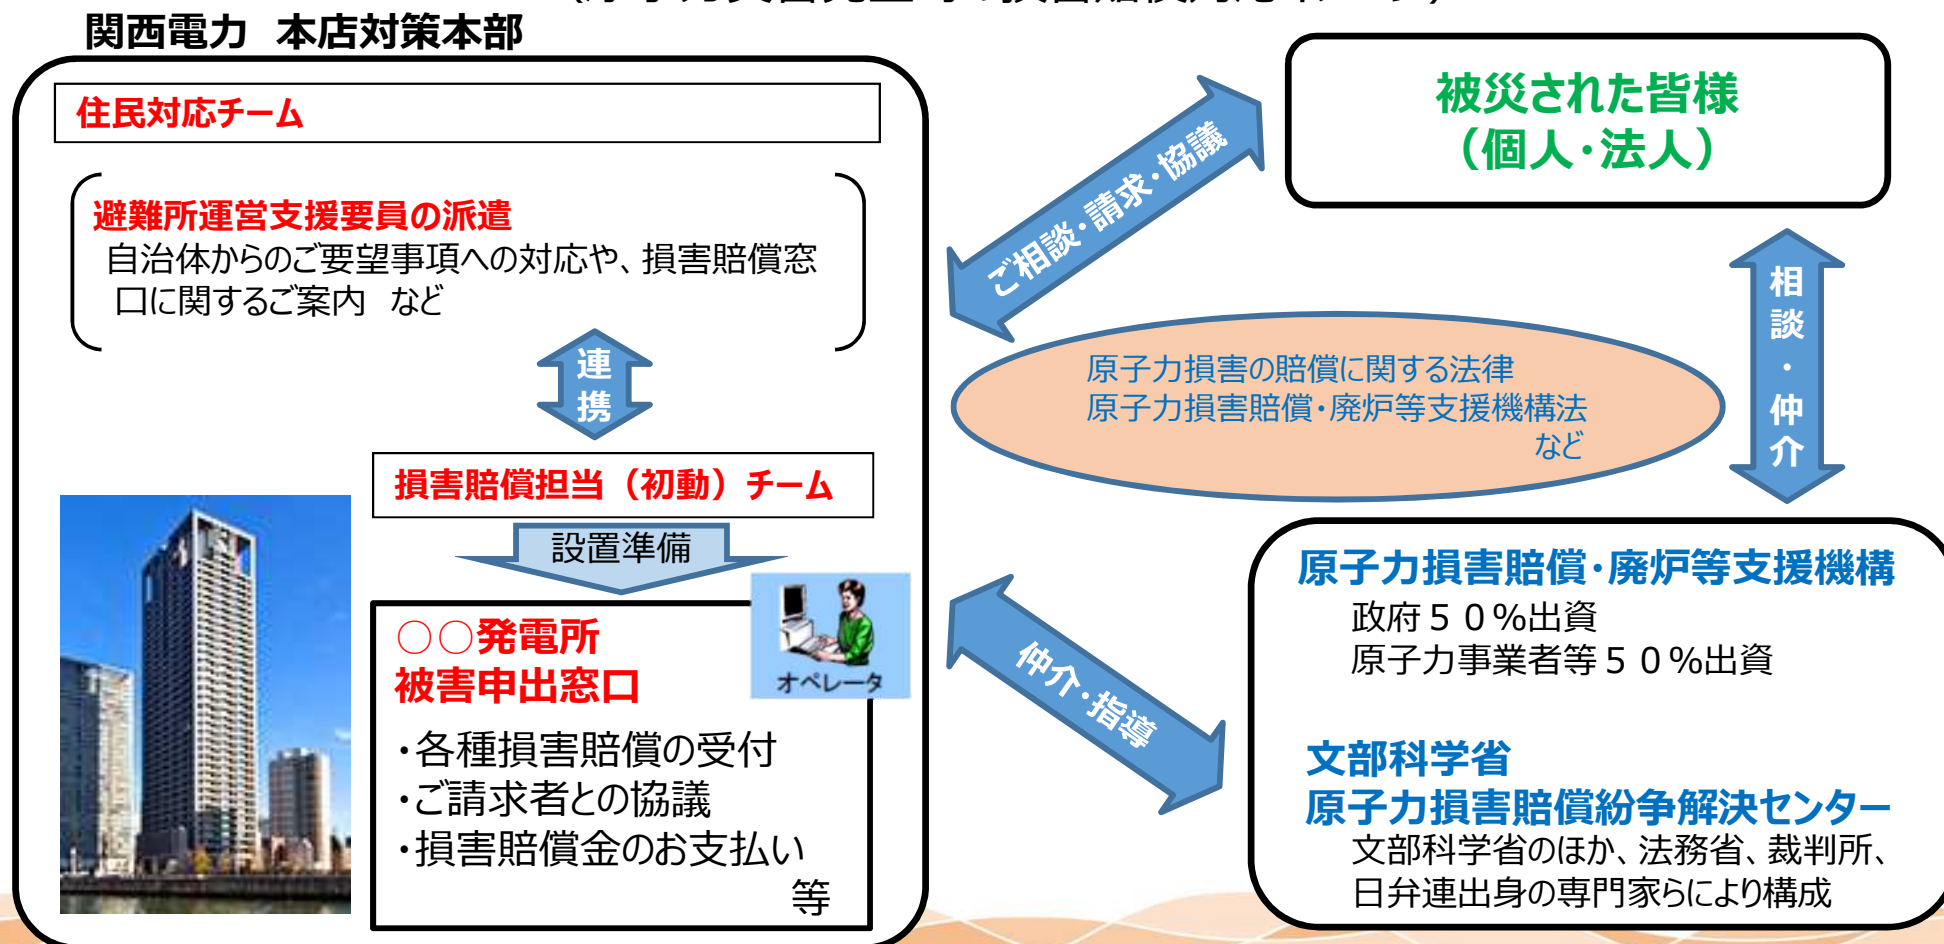 関西電力 本店対策本部
住民対応チーム
避難所運営支援要員の派遣
自治体からのご要望事項への対応や、損害賠償窓
口に関するご案内 など
連携
損害賠償担当（初動）チーム
設置準備
○○発電所
被害申出窓口
オペレータ
・各種損害賠償の受付
・ご請求者との協議
・損害賠償金のお支払い
等
ご相談・請求・協議
被災された皆様
（個人・法人）
相談・仲介
原子力損害の賠償に関する法律
原子力損害賠償・廃炉等支援機構法
など
仲介・指導
原子力損害賠償・廃炉等支援機構
政府５０％出資
原子力事業者等５０％出資
文部科学省
原子力損害賠償紛争解決センター
文部科学省のほか、法務省、裁判所、
日弁連出身の専門家らにより構成